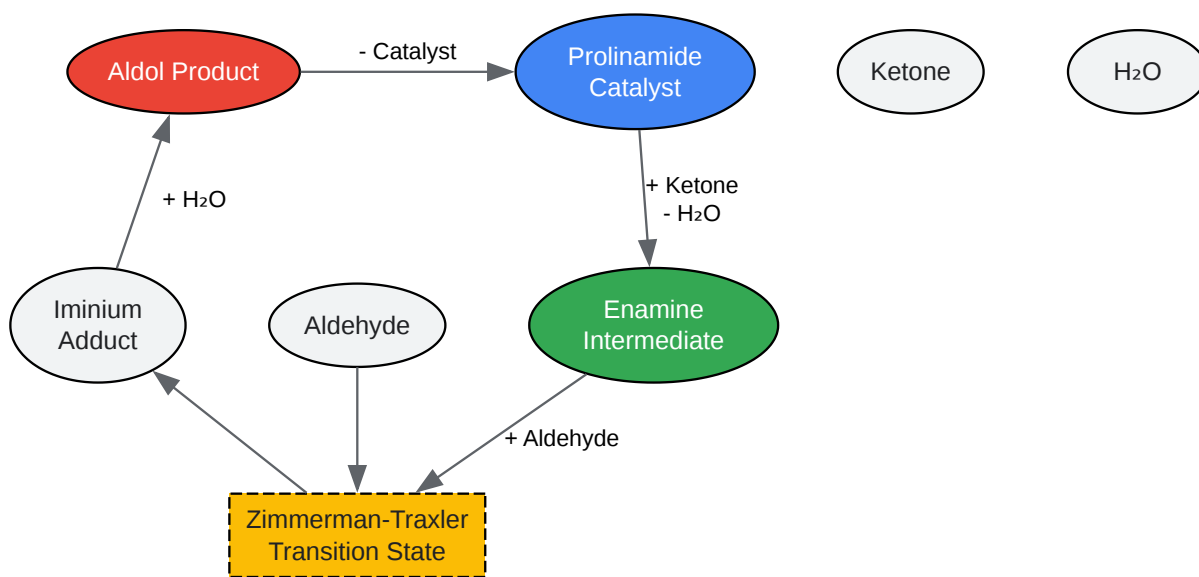 Aldol Product
- Catalyst
Prolinamide
Catalyst
Ketone
H₂O
+ H₂O
+ Ketone
- H₂O
Iminium
Adduct
Aldehyde
Enamine
Intermediate
+ Aldehyde
Zimmerman-Traxler
Transition State